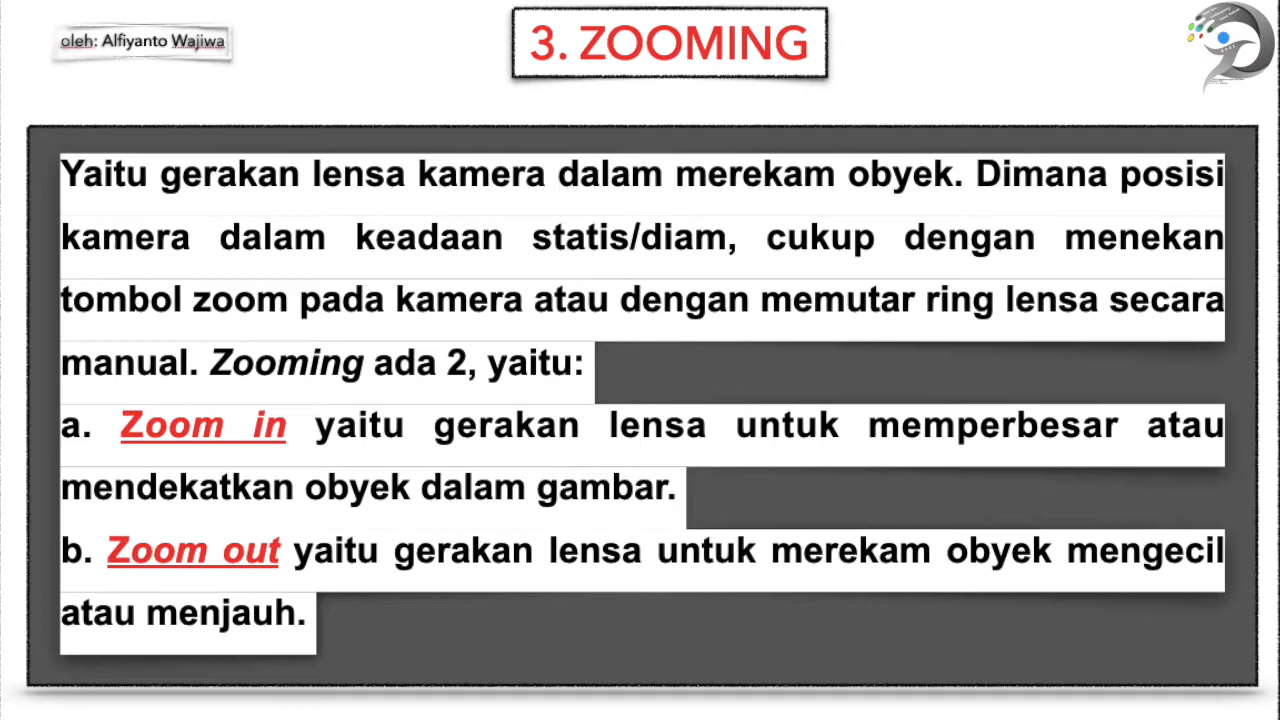 oleh: Alfiyanto Wajiwa
3. ZOOMING
Yaitu gerakan lensa kamera dalam merekam obyek. Dimana posisi
kamera dalam keadaan statis/diam, cukup dengan menekan
tombol zoom pada kamera atau dengan memutar ring lensa secara
manual. Zooming ada 2, yaitu:
a. Zoom in yaitu gerakan lensa untuk memperbesar atau
mendekatkan obyek dalam gambar.
b. Zoom out yaitu gerakan lensa untuk merekam obyek mengecil
atau menjauh.